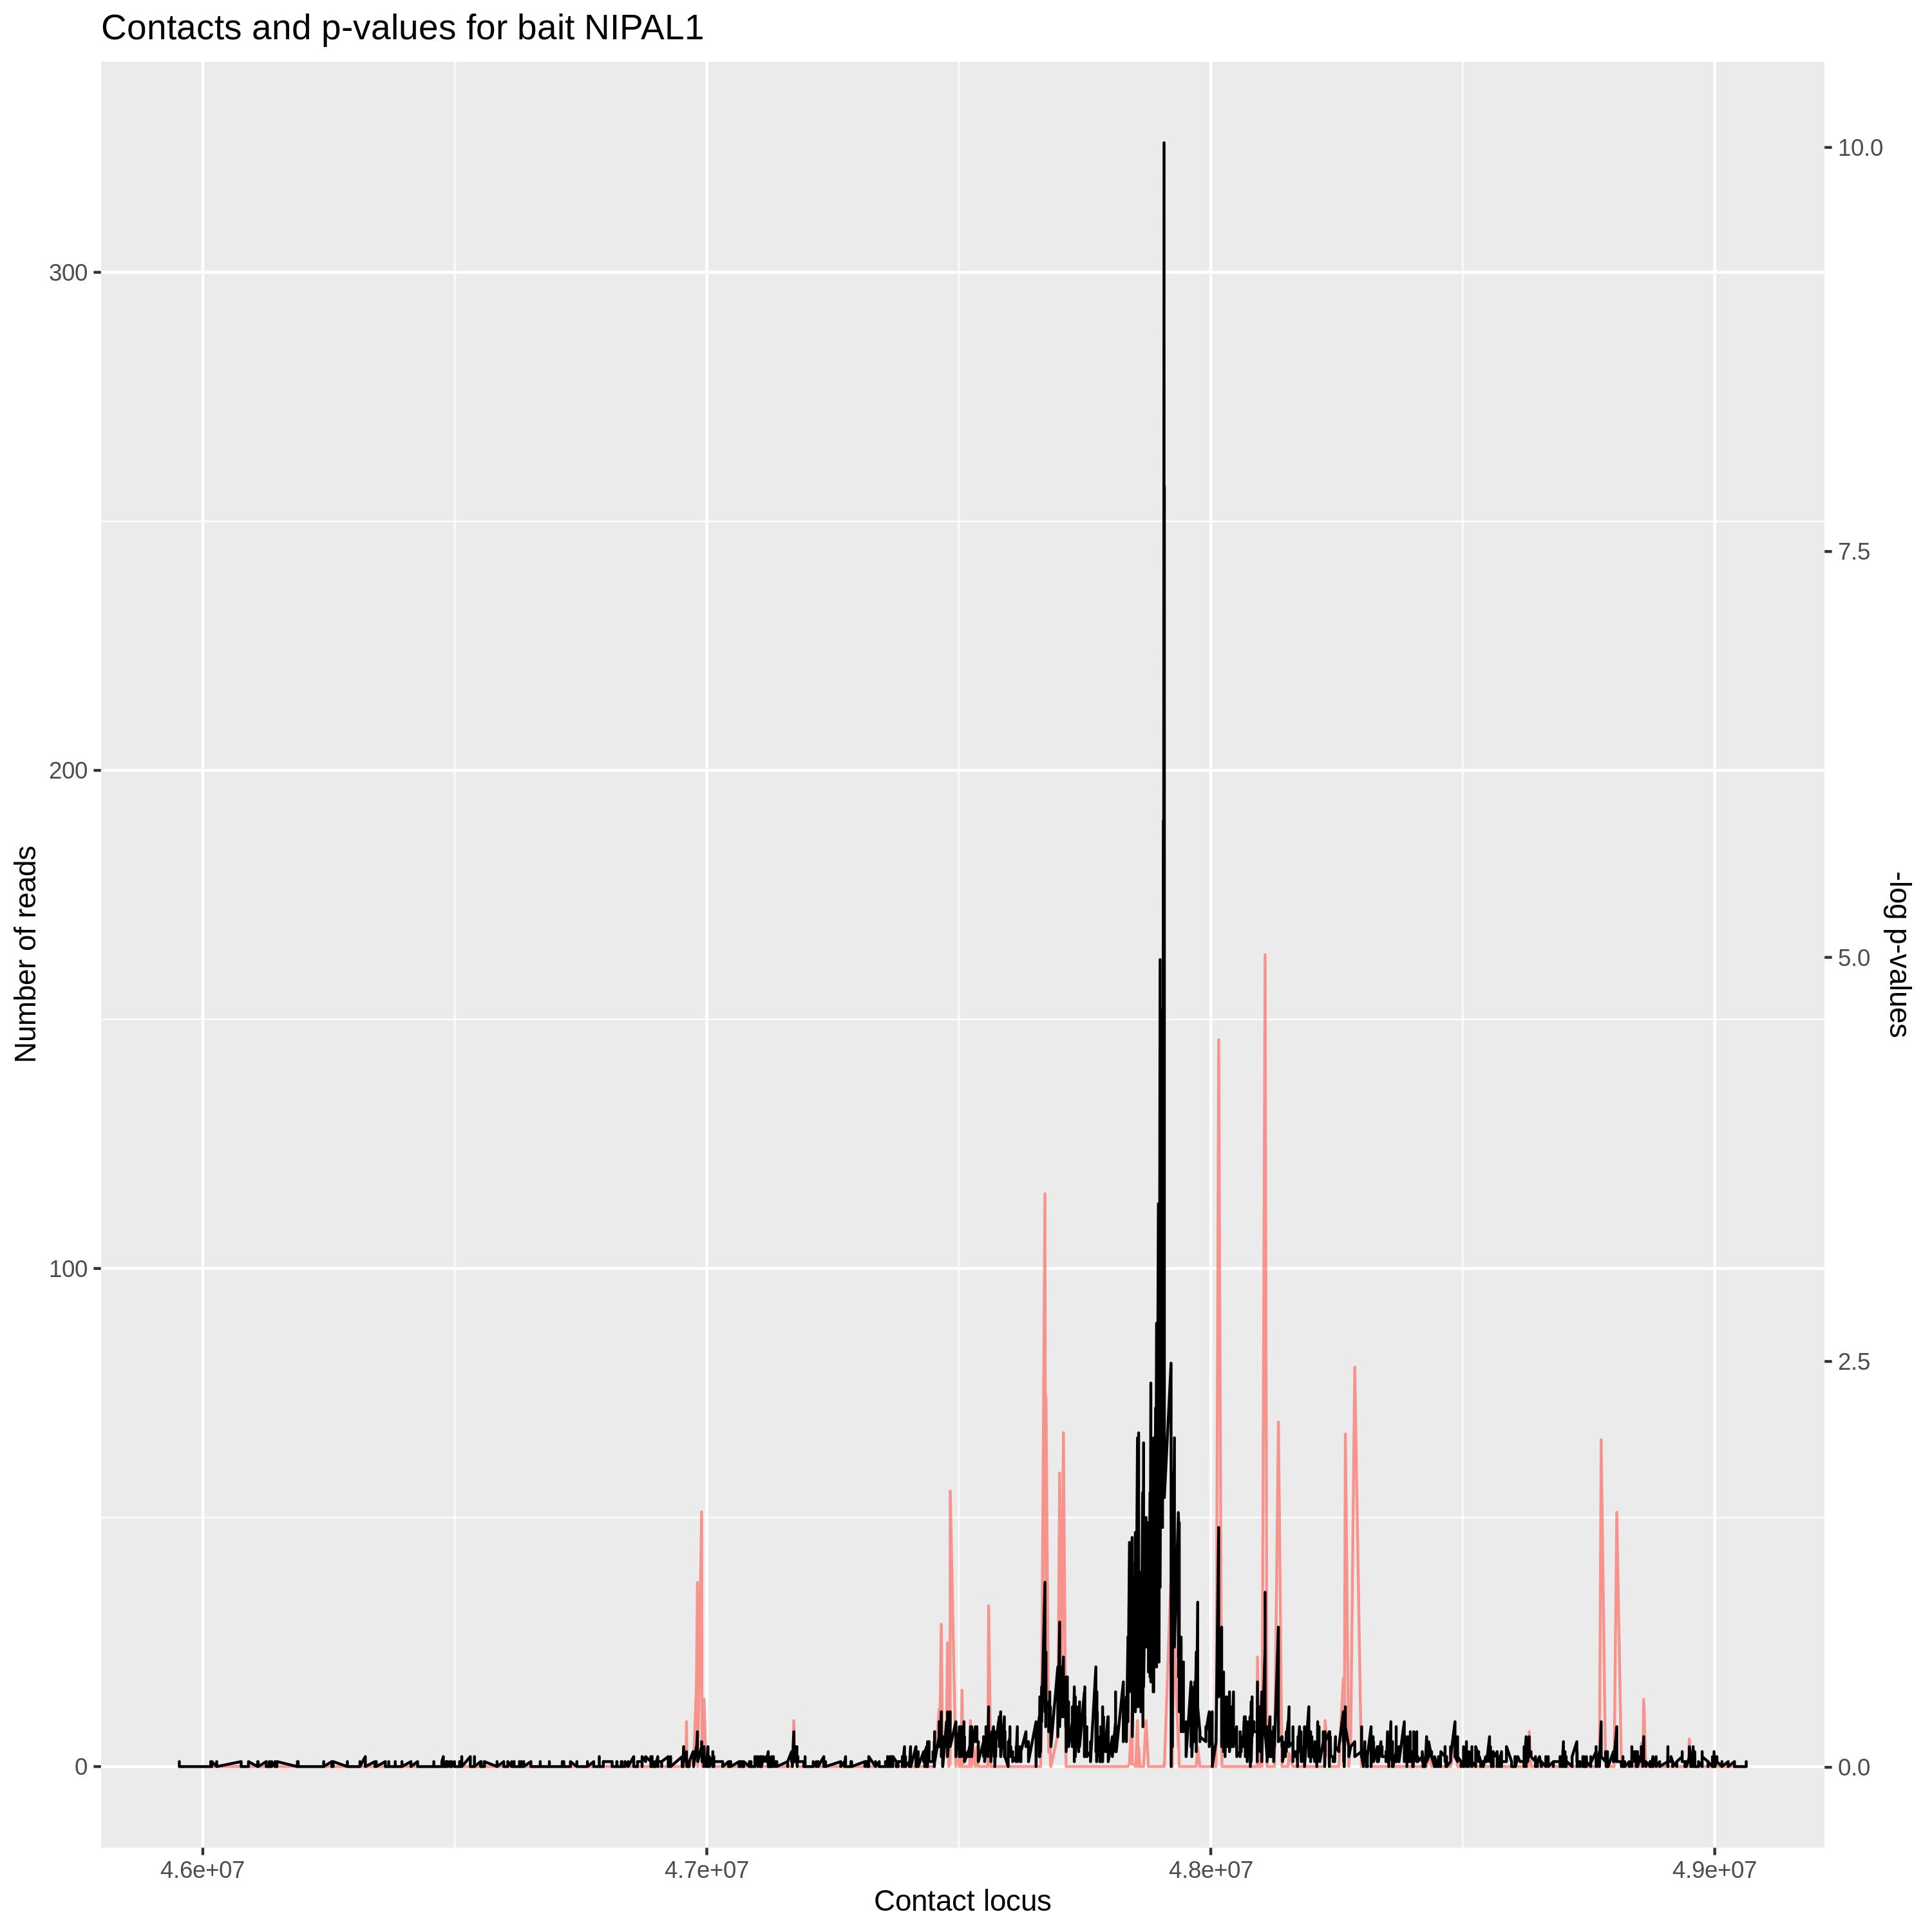 Contacts and p-values for bait NIPAL1
Number of reads
300
200
100
0
10.0
7.5
5.0
2.5
0.0
-log p-values
4.6e+07 4.7e+07 4.8e+07 4.9e+07
Contact locus